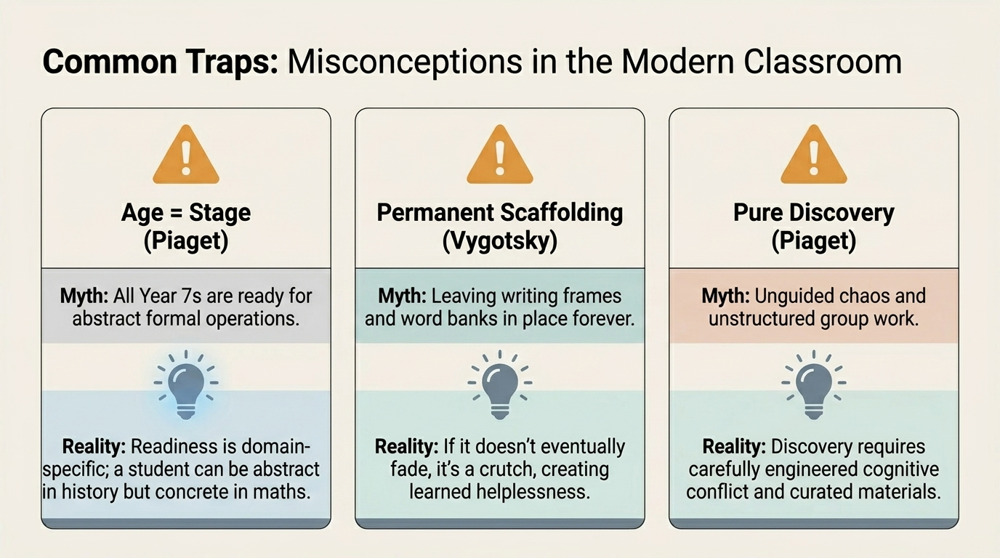 Common Traps: Misconceptions in the Modern Classroom
Age = Stage
(Piaget)
Myth: All Year 7s are ready for
abstract formal operations.
Reality: Readiness is domain-
specific; a student can be abstract
in history but concrete in maths.
Permanent Scaffolding
(Vygotsky)
Myth: Leaving writing frames
and word banks in place forever.
Reality: If it doesn’t eventually
fade, it’s a crutch, creating
learned helplessness.
Pure Discovery
(Piaget)
Myth: Unguided chaos and
unstructured group work.
Reality: Discovery requires
carefully engineered cognitive
conflict and curated materials.